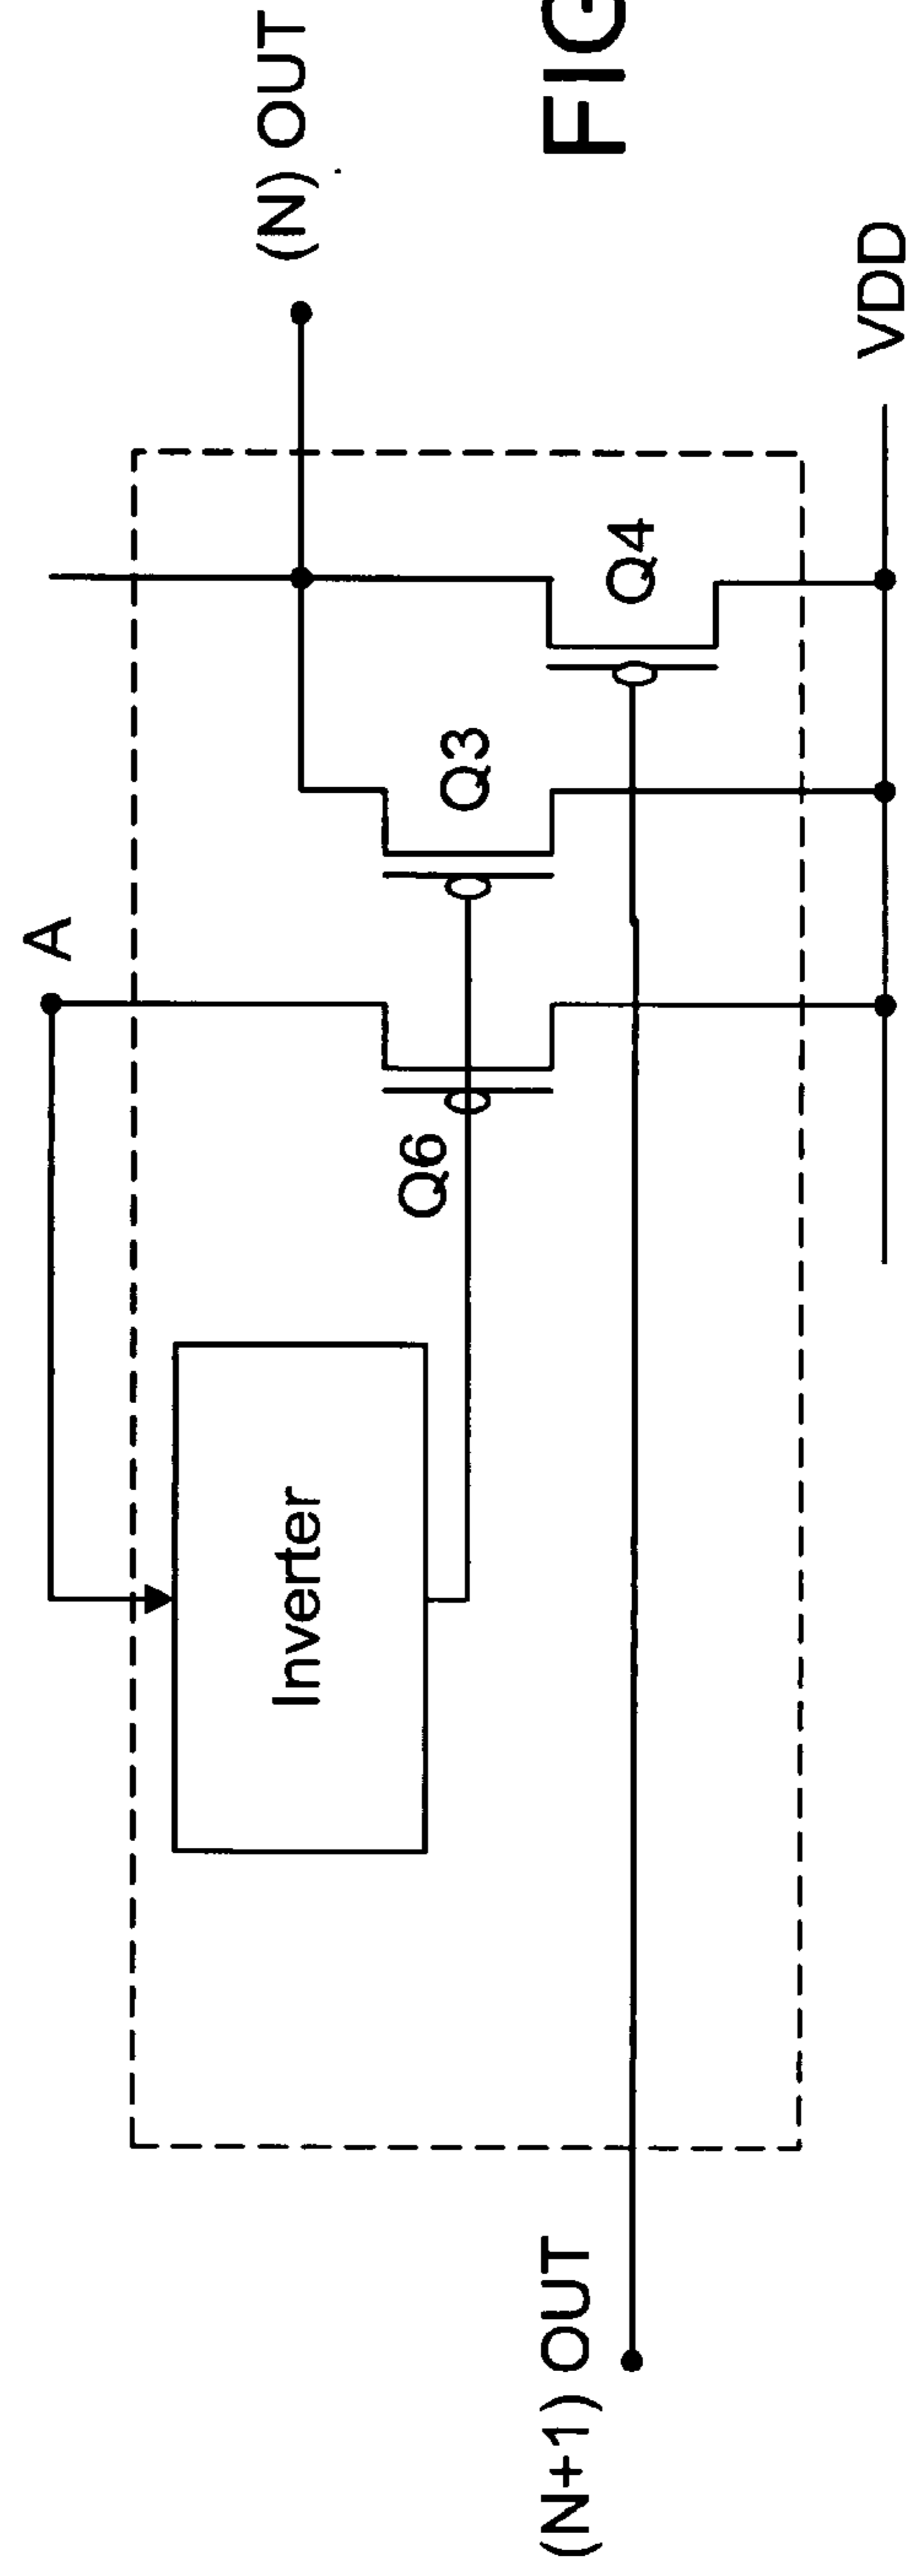 A
Inverter
Q6
Q3
Q4
(N) OUT
(N+1) OUT
VDD
FIG